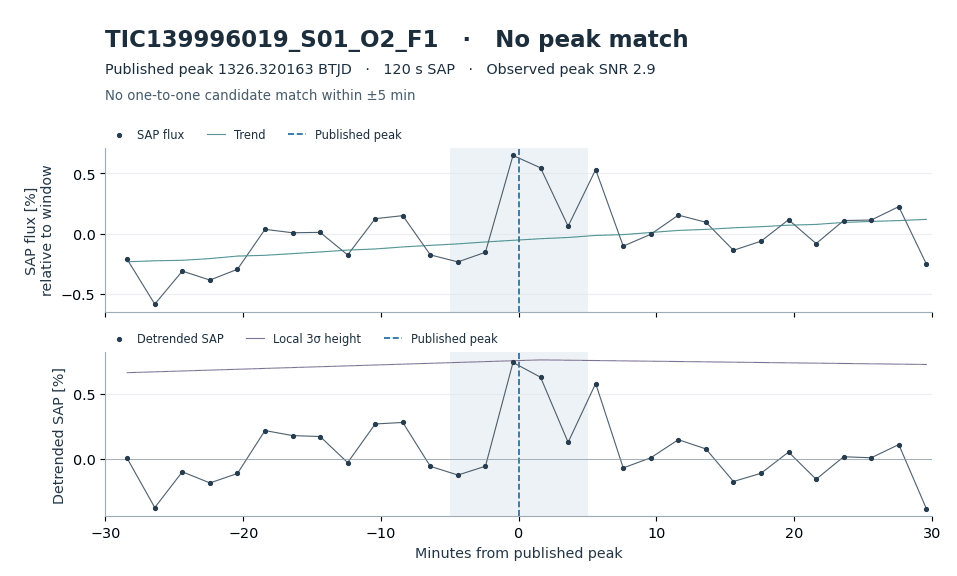 TIC139996019_S01_O2_F1 · No peak match
Published peak 1326.320163 BTJD · 120 s SAP · Observed peak SNR 2.9
No one-to-one candidate match within ±5 min
SAP flux Trend Published peak
SAP flux [%]
relative to window
0.5
0.0
−0.5
Detrended SAP Local 3σ height Published peak
Detrended SAP [%]
0.5
0.0
−30 −20 −10 0 10 20 30
Minutes from published peak